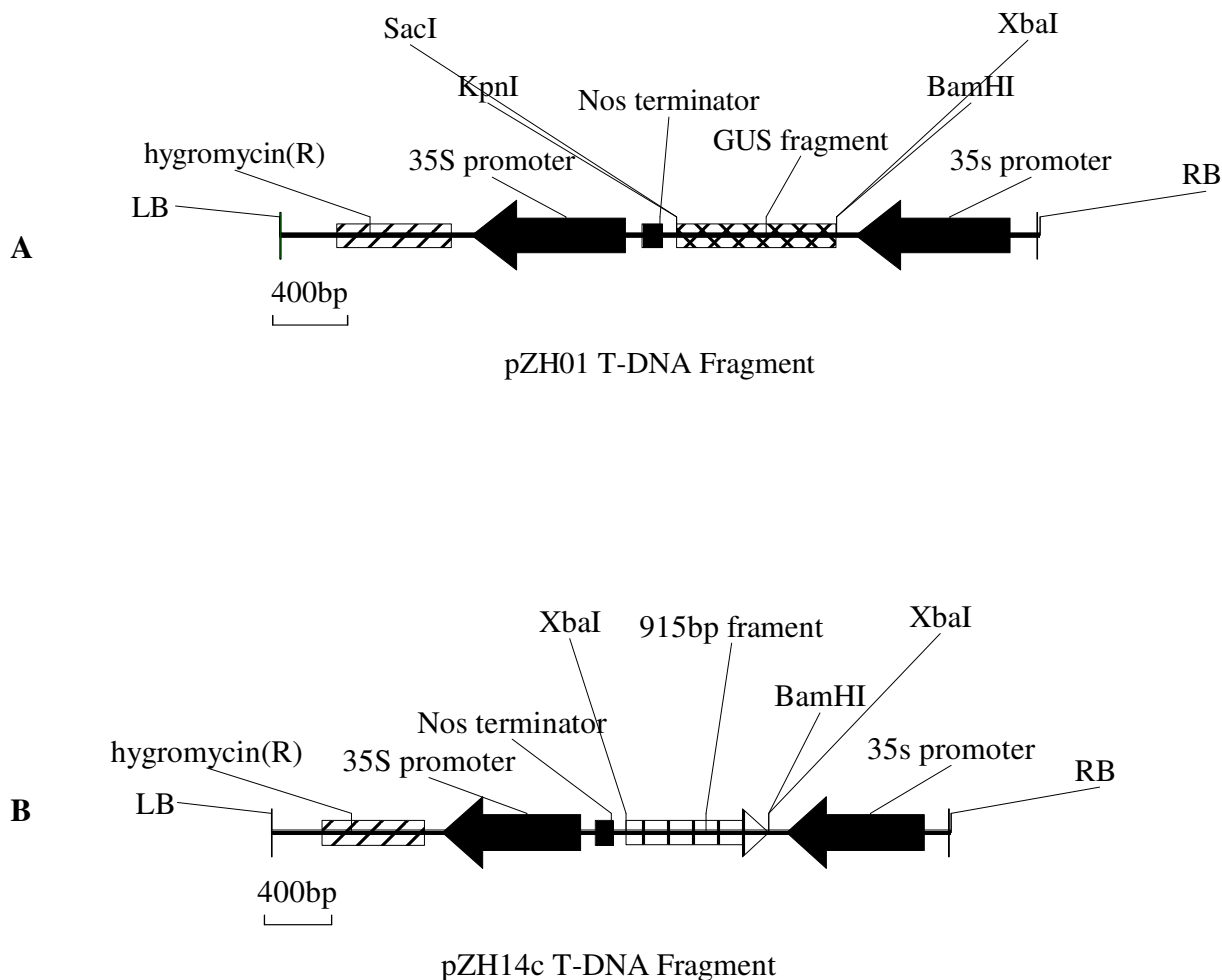 SacI
XbaI
KpnI
BamHI
Nos terminator
GUS fragment
hygromycin(R)
35S promoter
35s promoter
RB
LB
A
400bp
pZH01 T-DNA Fragment
XbaI
915bp frament
XbaI
BamHI
Nos terminator
hygromycin(R)
35S promoter
35s promoter
RB
LB
B
400bp
pZH14c T-DNA Fragment